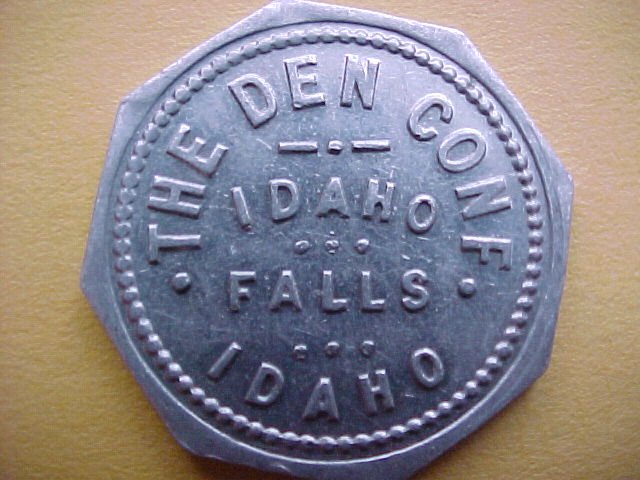 THE DEN CONF
IDAHO
FALLS
IDAHO